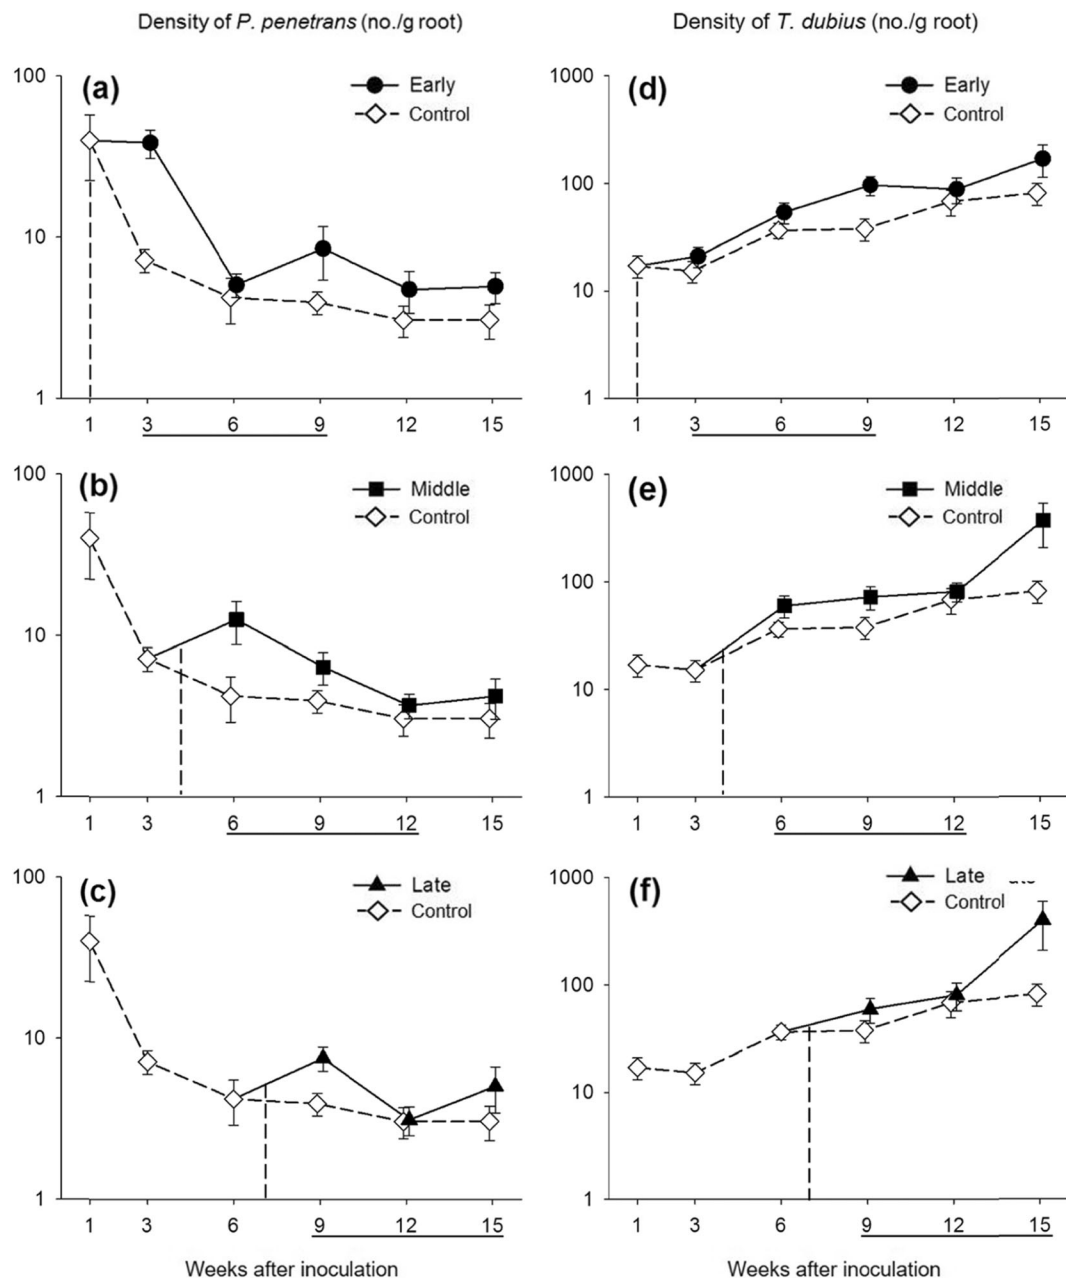 Density of P. penetrans (no./g root)
Density of T. dubius (no./g root)
100
10
1
(a)
Early
Control
1 3 6 9 12 15
1000
100
10
1
(d)
Early
Control
1 3 6 9 12 15
100
10
1
(b)
Middle
Control
1 3 6 9 12 15
1000
100
10
1
(e)
Middle
Control
1 3 6 9 12 15
100
10
1
(c)
Late
Control
1 3 6 9 12 15
Weeks after inoculation
1000
100
10
1
(f)
Late
Control
1 3 6 9 12 15
Weeks after inoculation